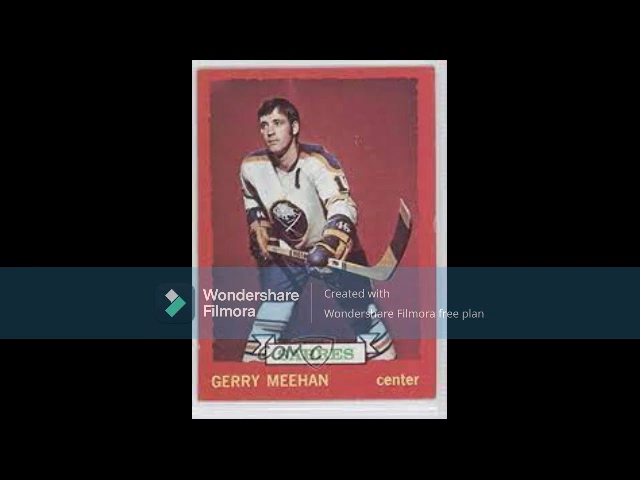 Wondershare
Filmora
Created with
Wondershare Filmora free plan
SABRES
GERRY MEEHAN
center